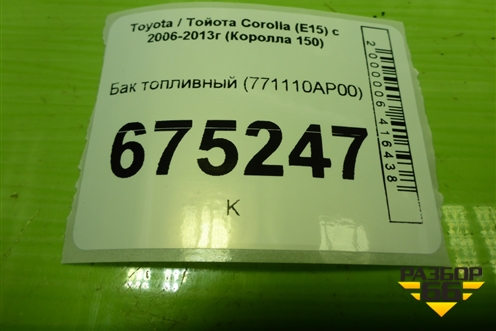 Toyota / Тойота Corolla (E15) с
2006-2013г (Королла 150)
Бак топливный (771110AP00)
675247
К
2000006416438
РАЗБОР
66